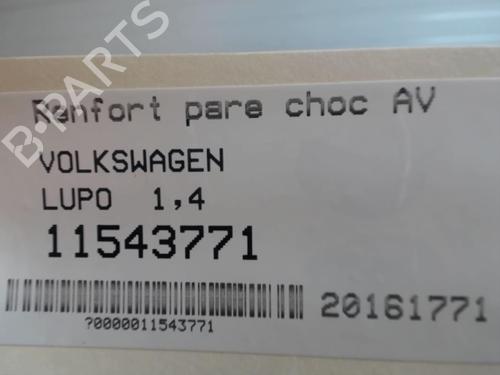 Renfort pare choc AV
VOLKSWAGEN
LUPO 1,4
11543771
20161771
?0000011543771
B-PARTS